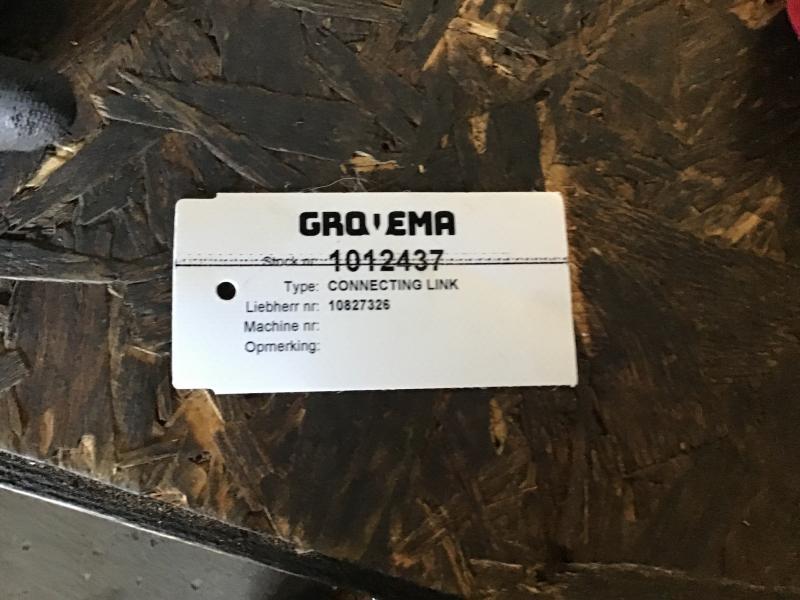 GROVEMA
Stock nr: 1012437
Type: CONNECTING LINK
Liebherr nr: 10827326
Machine nr:
Opmerking: